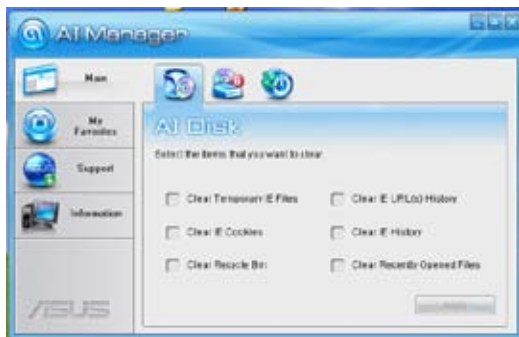 AI Manager
Main
My
Favorites
Support
Information
AI Disk
Select the items that you want to clear
Clear Temporary IE Files
Clear IE URL(s) History
Clear IE Cookies
Clear IE History
Clear Recycle Bin
Clear Recently Opened Files
ASUS